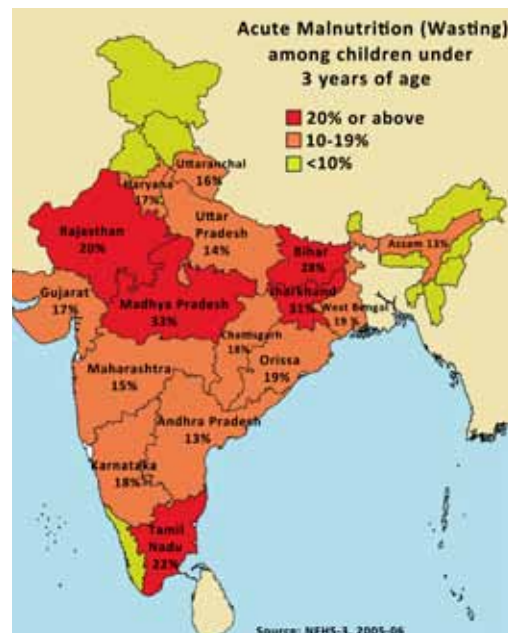 Acute Malnutrition (Wasting)
among children under
3 years of age
20% or above
10-19%
<10%
Uttaranchal
16%
Haryana
17%
Rajasthan
20%
Uttar
Pradesh
14%
Bihar
28%
Assam 13%
Gujarat
17%
Madhya Pradesh
33%
Jharkhand
31%
West Bengal
19 %
Chattisgarh
18%
Orissa
19%
Maharashtra
15%
Andhra Pradesh
13%
Karnataka
18%
Tamil
Nadu
22%
Source: NFHS-3, 2005-06